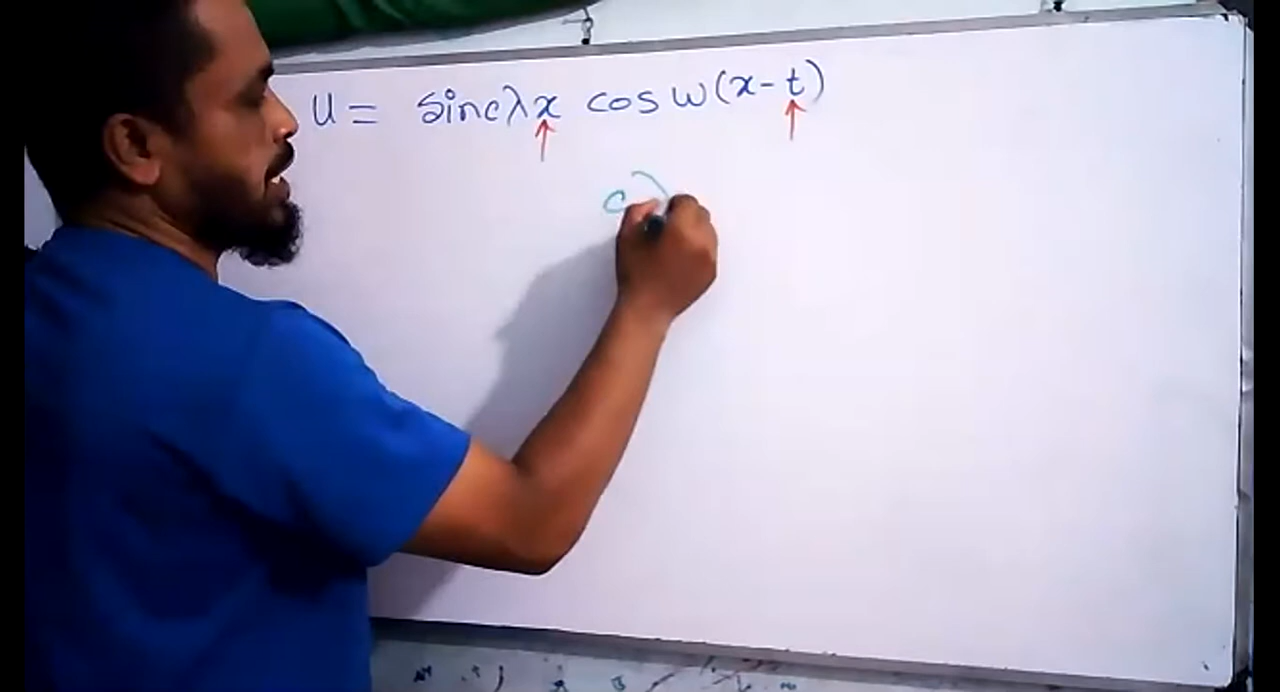 u = sincλx cos w(x-t)
c